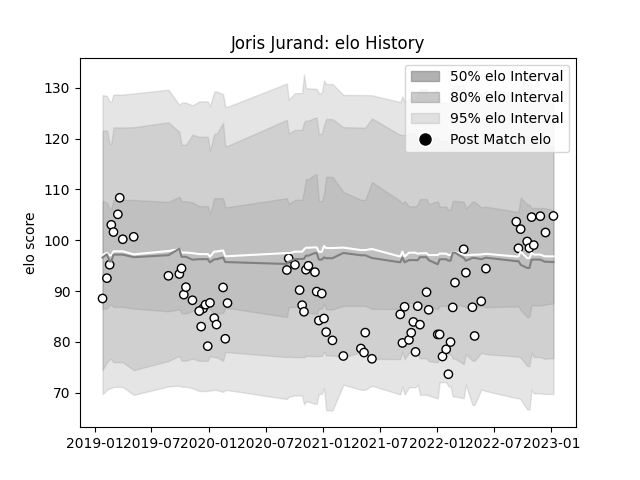 Joris Jurand: elo History
50% elo Interval
80% elo Interval
95% elo Interval
Post Match elo
elo score
130
120
110
100
90
80
70
2019-01 2019-07 2020-01 2020-07 2021-01 2021-07 2022-01 2022-07 2023-01